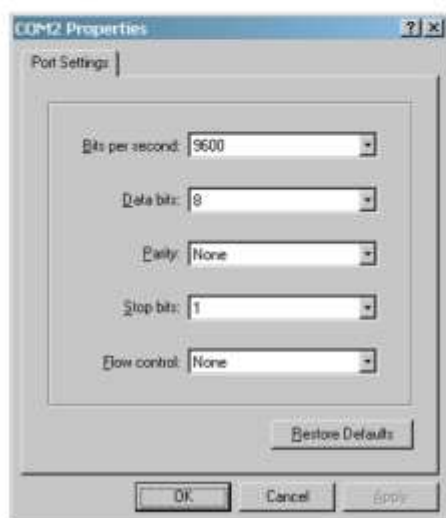 COM2 Properties
Port Settings
Bits per second: 9600
Data bits: 8
Parity: None
Stop bits: 1
Flow control: None
Restore Defaults
OK Cancel Apply